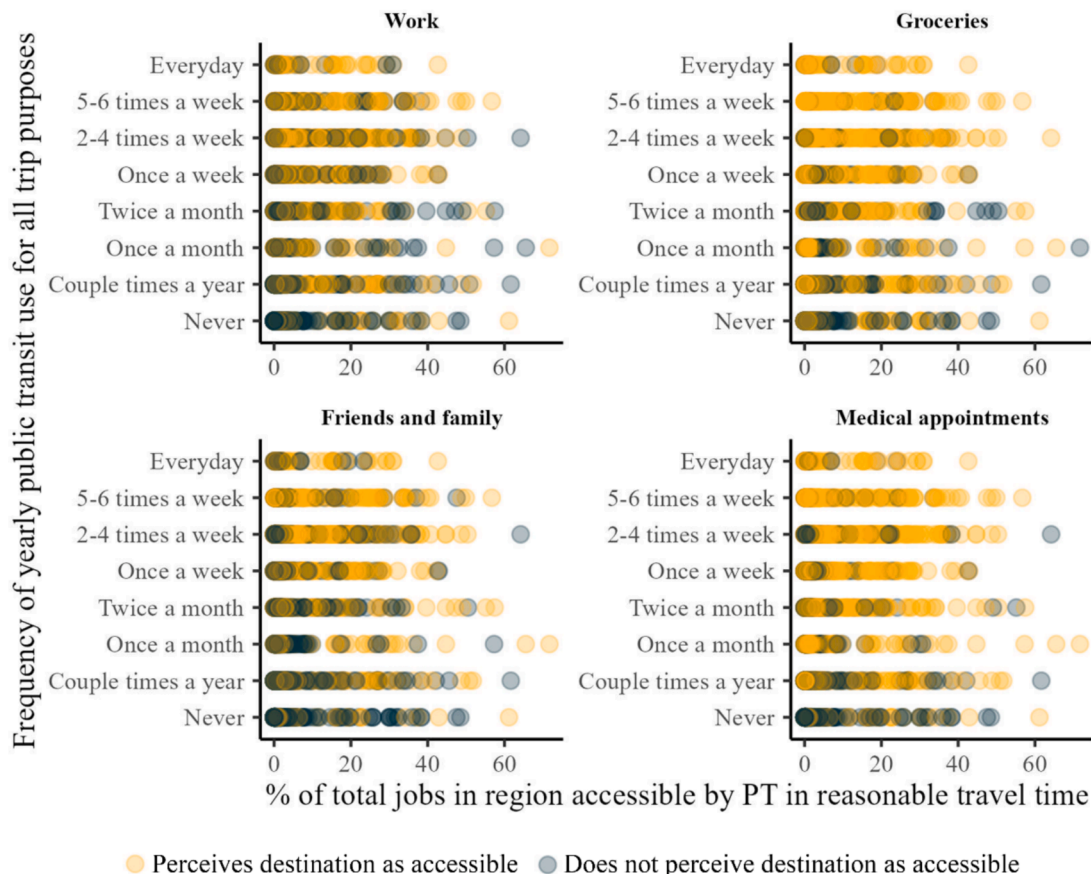 Frequency of yearly public transit use for all trip purposes
Work
Everyday
5-6 times a week
2-4 times a week
Once a week
Twice a month
Once a month
Couple times a year
Never
0 20 40 60
Groceries
Everyday
5-6 times a week
2-4 times a week
Once a week
Twice a month
Once a month
Couple times a year
Never
0 20 40 60
Friends and family
Everyday
5-6 times a week
2-4 times a week
Once a week
Twice a month
Once a month
Couple times a year
Never
0 20 40 60
Medical appointments
Everyday
5-6 times a week
2-4 times a week
Once a week
Twice a month
Once a month
Couple times a year
Never
0 20 40 60
% of total jobs in region accessible by PT in reasonable travel time
Perceives destination as accessible Does not perceive destination as accessible